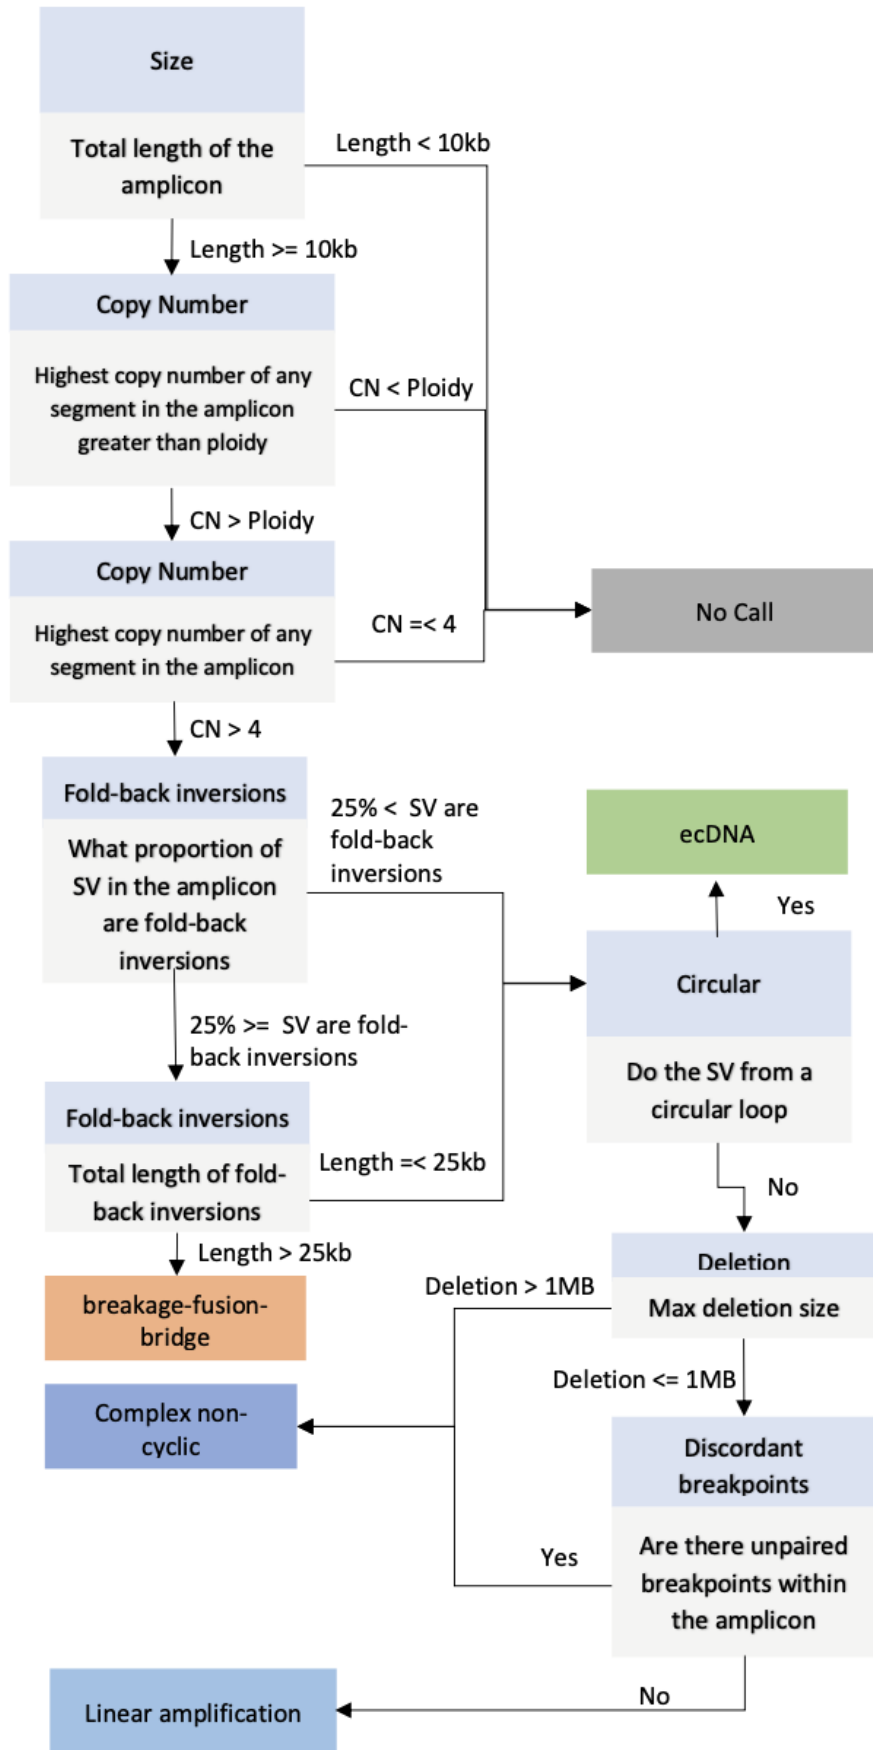 Size
Total length of the
amplicon
Length < 10kb
Length >= 10kb
Copy Number
Highest copy number of any
segment in the amplicon
greater than ploidy
CN < Ploidy
CN > Ploidy
Copy Number
Highest copy number of any
segment in the amplicon
CN =< 4
No Call
CN > 4
Fold-back inversions
What proportion of
SV in the amplicon
are fold-back
inversions
25% <  SV are
fold-back
inversions
ecDNA
Yes
Circular
Do the SV from a
circular loop
25% >=  SV are fold-
back inversions
Fold-back inversions
Total length of fold-
back inversions
Length =< 25kb
No
Length > 25kb
breakage-fusion-
bridge
Deletion
Max deletion size
Deletion > 1MB
Deletion <= 1MB
Complex non-
cyclic
Discordant
breakpoints
Are there unpaired
breakpoints within
the amplicon
Yes
No
Linear amplification